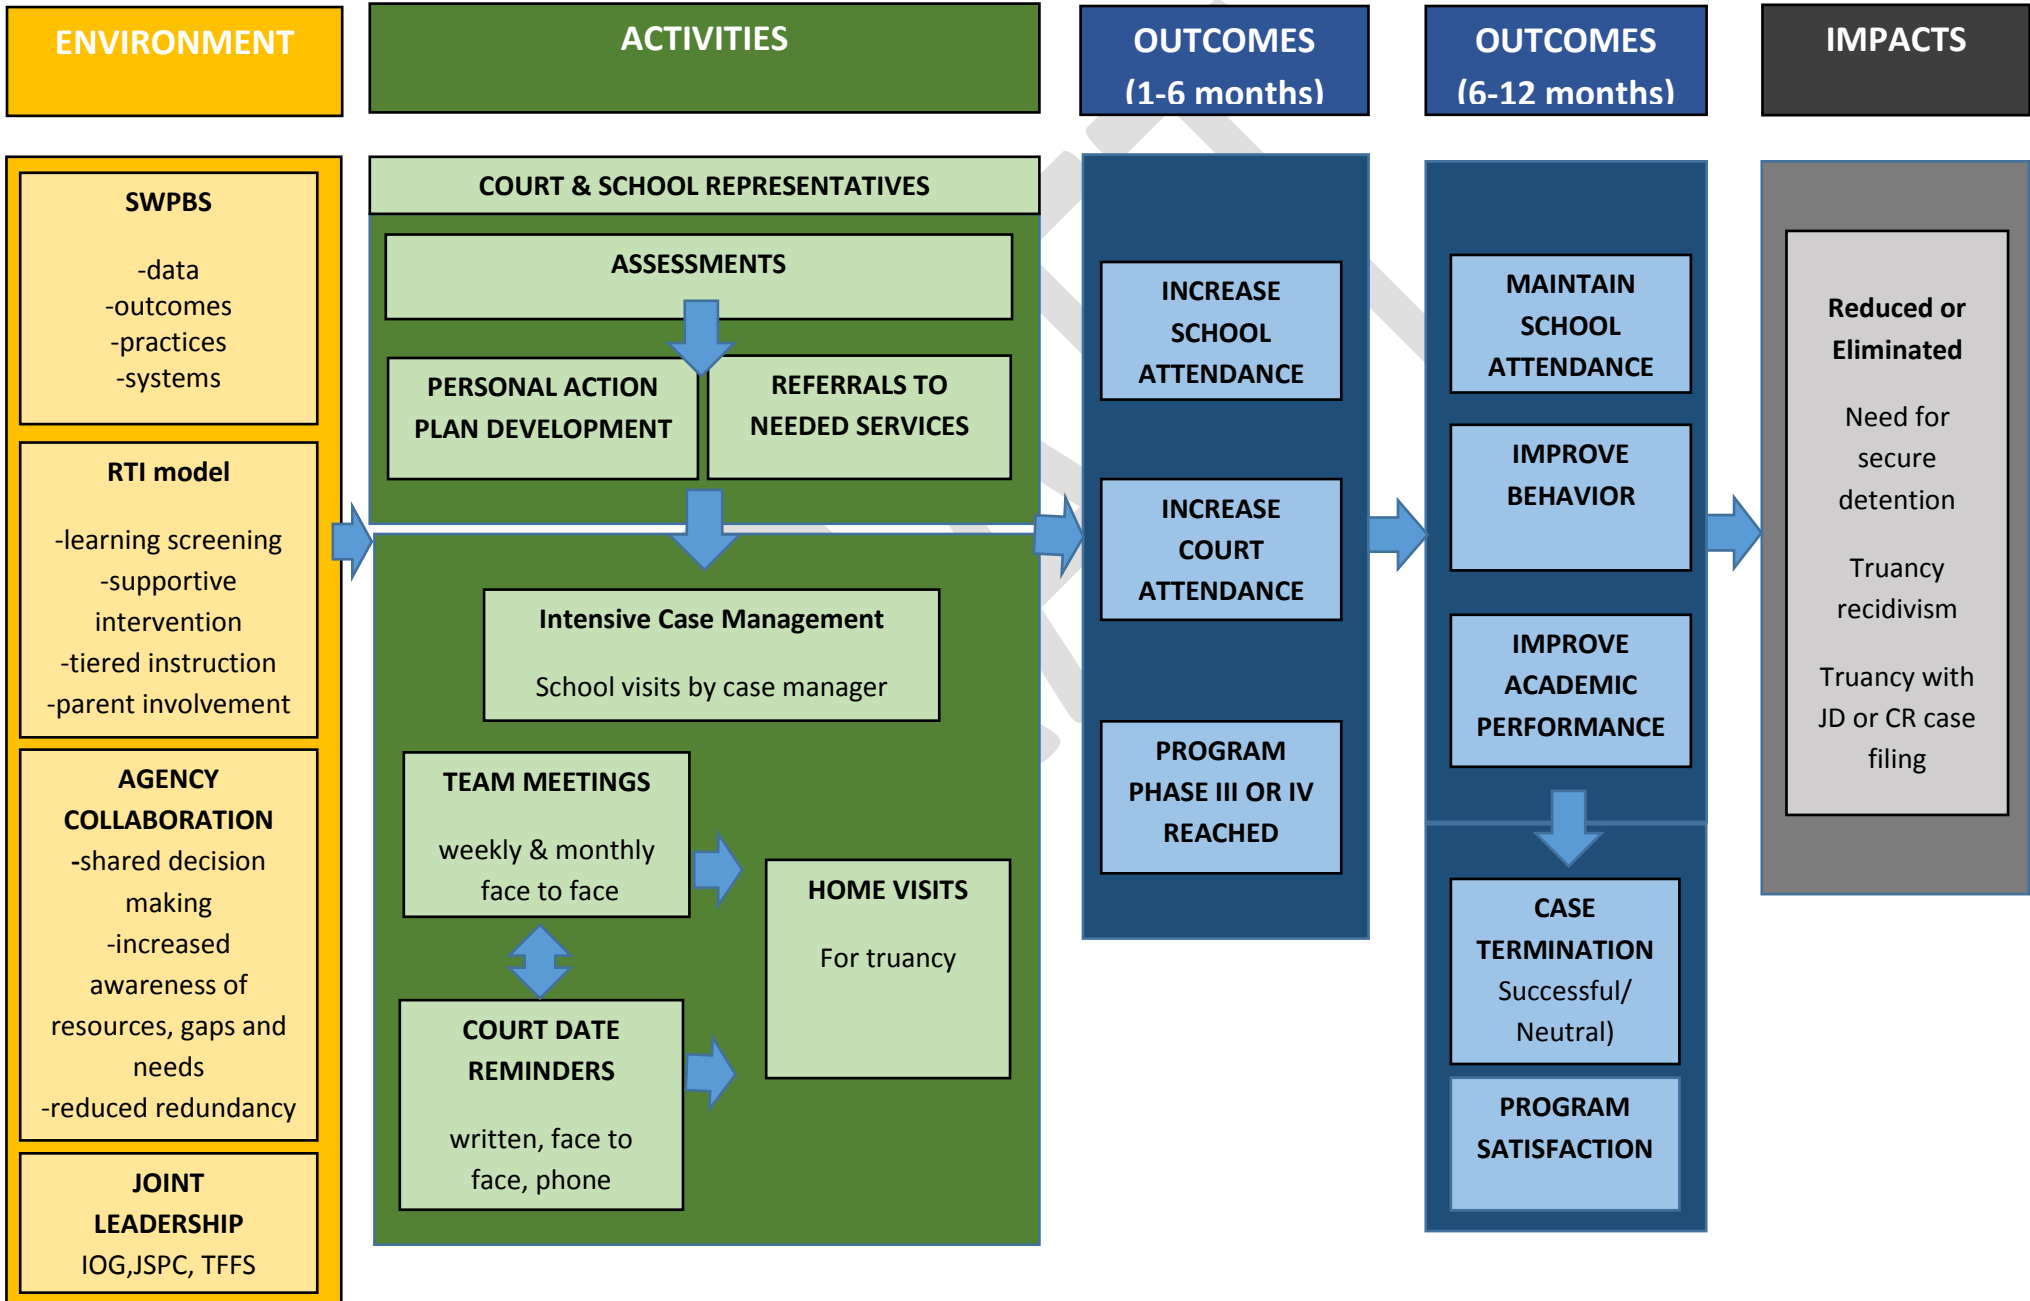 ENVIRONMENT
ACTIVITIES
OUTCOMES
(1-6 months)
OUTCOMES
(6-12 months)
IMPACTS
SWPBS
-data
-outcomes
-practices
-systems
RTI model
-learning screening
-supportive
intervention
-tiered instruction
-parent involvement
AGENCY
COLLABORATION
-shared decision
making
-increased
awareness of
resources, gaps and
needs
-reduced redundancy
JOINT
LEADERSHIP
IOG,JSPC, TFFS
COURT & SCHOOL REPRESENTATIVES
ASSESSMENTS
PERSONAL ACTION
PLAN DEVELOPMENT
REFERRALS TO
NEEDED SERVICES
Intensive Case Management
School visits by case manager
TEAM MEETINGS
weekly & monthly
face to face
HOME VISITS
For truancy
COURT DATE
REMINDERS
written, face to
face, phone
INCREASE
SCHOOL
ATTENDANCE
INCREASE
COURT
ATTENDANCE
PROGRAM
PHASE III OR IV
REACHED
MAINTAIN
SCHOOL
ATTENDANCE
IMPROVE
BEHAVIOR
IMPROVE
ACADEMIC
PERFORMANCE
CASE
TERMINATION
Successful/
Neutral)
PROGRAM
SATISFACTION
Reduced or
Eliminated
Need for
secure
detention
Truancy
recidivism
Truancy with
JD or CR case
filing